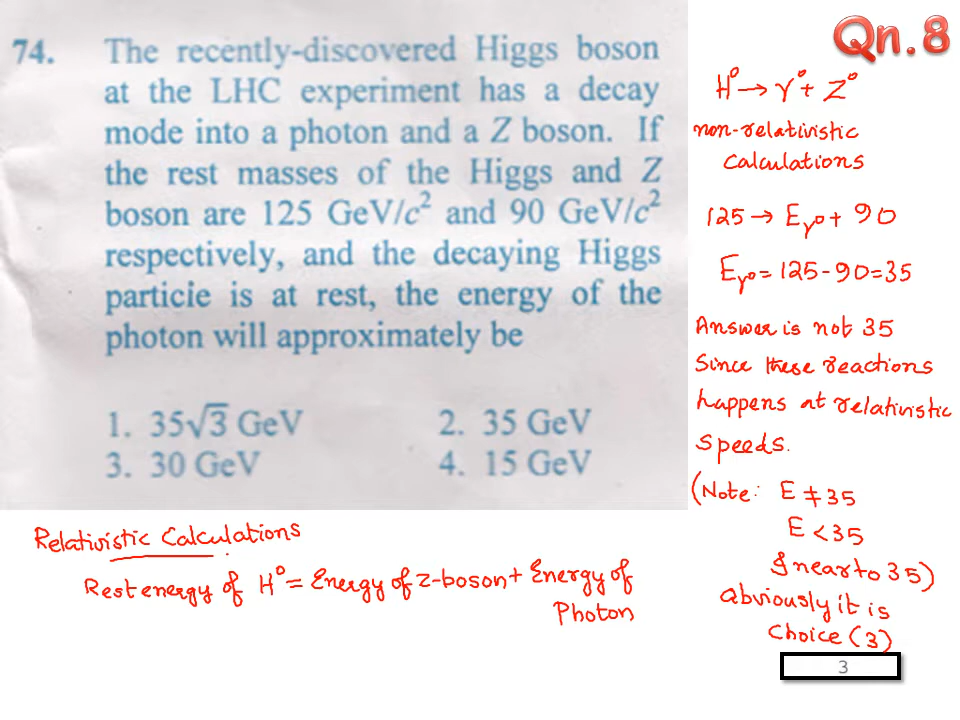 74. The recently-discovered Higgs boson
at the LHC experiment has a decay
mode into a photon and a Z boson. If
the rest masses of the Higgs and Z
boson are 125 GeV/c² and 90 GeV/c²
respectively, and the decaying Higgs
particie is at rest, the energy of the
photon will approximately be
1. 35√3 GeV 2. 35 GeV
3. 30 GeV 4. 15 GeV
Qn.8
H⁰ → γ⁰ + Z⁰
non-relativistic
calculations
125 → Eγ⁰ + 90
Eγ⁰ = 125 - 90 = 35
Answer is not 35
Since these reactions
happens at relativistic
speeds.
(Note: E ≠ 35
E < 35
& near to 35)
Obviously it is
choice (3)
Relativistic Calculations
Rest energy of H⁰ = Energy of z-boson + Energy of
Photon
3